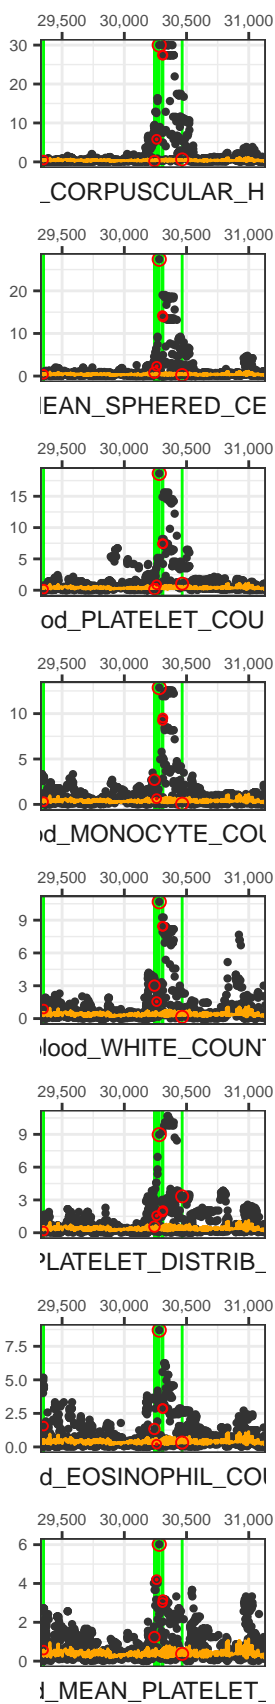 29,500 30,000 30,500 31,000
30
20
10
0
_CORPUSCULAR_H
29,500 30,000 30,500 31,000
20
10
0
IEAN_SPHERED_CE
29,500 30,000 30,500 31,000
15
10
5
0
od_PLATELET_COU
29,500 30,000 30,500 31,000
10
5
0
od_MONOCYTE_COU
29,500 30,000 30,500 31,000
9
6
3
0
blood_WHITE_COUNT
29,500 30,000 30,500 31,000
9
6
3
0
PLATELET_DISTRIB_
29,500 30,000 30,500 31,000
7.5
5.0
2.5
0.0
d_EOSINOPHIL_COU
29,500 30,000 30,500 31,000
6
4
2
0
d_MEAN_PLATELET_